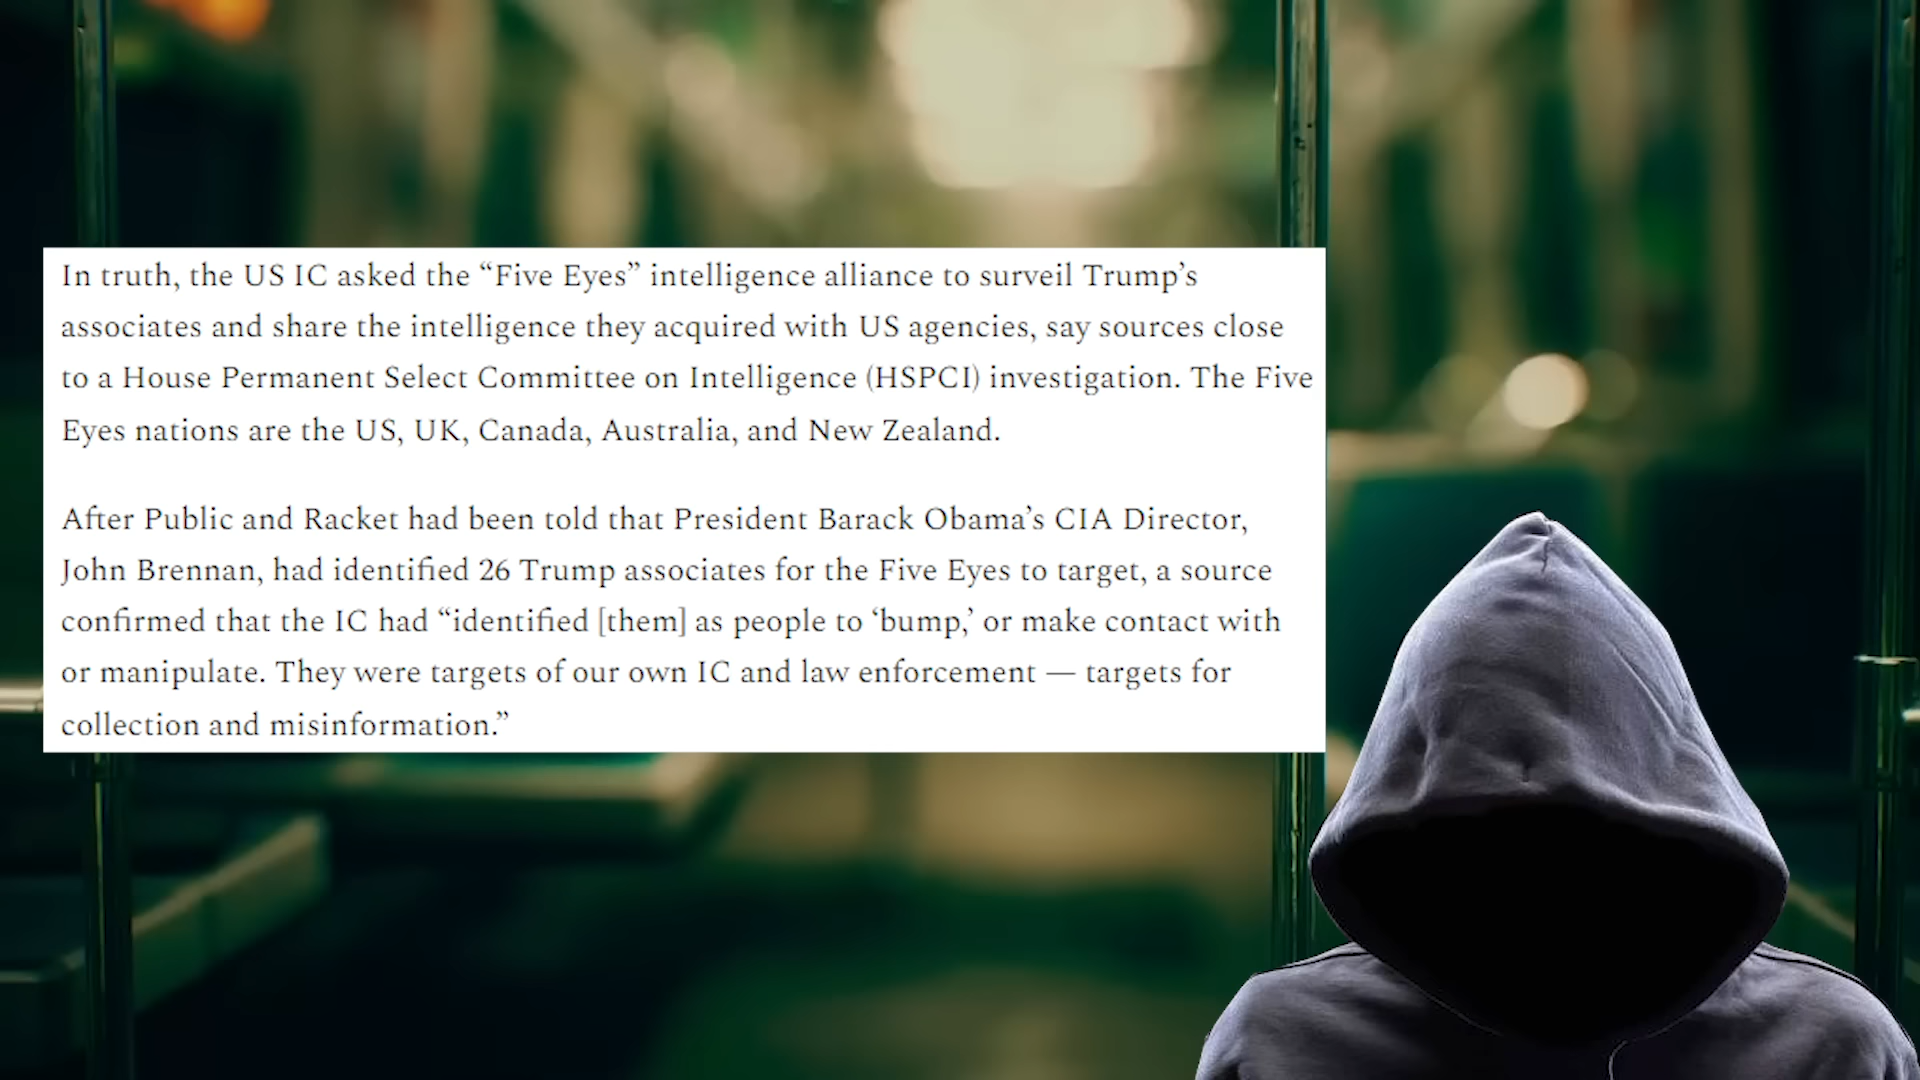 In truth, the US IC asked the “Five Eyes” intelligence alliance to surveil Trump’s
associates and share the intelligence they acquired with US agencies, say sources close
to a House Permanent Select Committee on Intelligence (HSPCI) investigation. The Five
Eyes nations are the US, UK, Canada, Australia, and New Zealand.
After Public and Racket had been told that President Barack Obama’s CIA Director,
John Brennan, had identified 26 Trump associates for the Five Eyes to target, a source
confirmed that the IC had “identified [them] as people to ‘bump,’ or make contact with
or manipulate. They were targets of our own IC and law enforcement — targets for
collection and misinformation.”